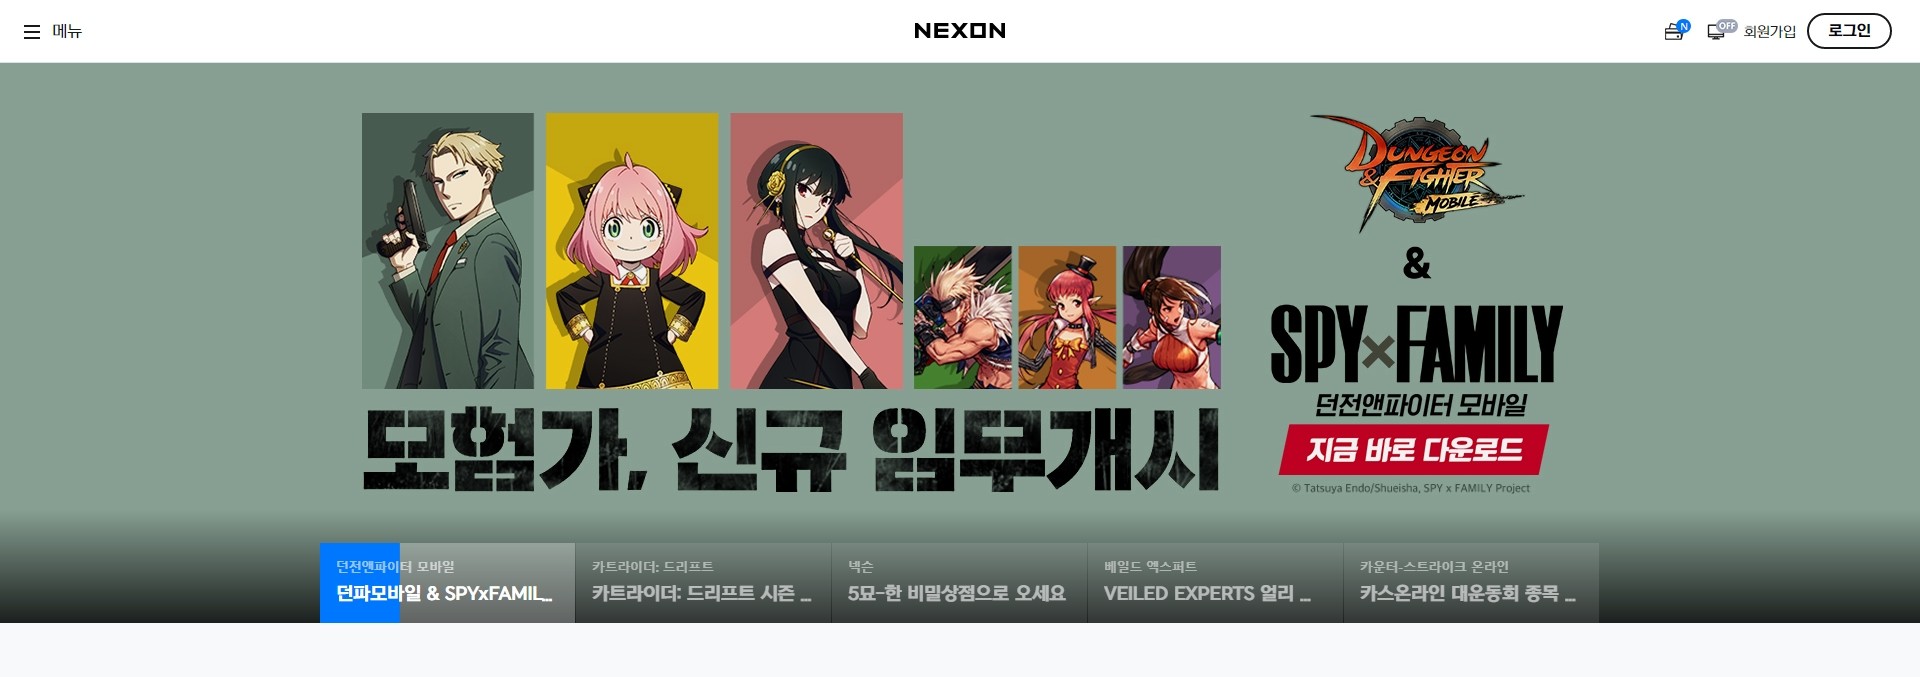 메뉴
NEXON
N
OFF
회원가입
로그인
DUNGEON
& FIGHTER
MOBILE
&
SPY×FAMILY
던전앤파이터 모바일
지금 바로 다운로드
© Tatsuya Endo/Shueisha, SPY x FAMILY Project
모험가, 신규 임무개시
던전앤파이터 모바일
던파모바일 & SPYxFAMIL...
카트라이더: 드리프트
카트라이더: 드리프트 시즌 ...
넥슨
5묘-한 비밀상점으로 오세요
베일드 엑스퍼트
VEILED EXPERTS 얼리 ...
카운터-스트라이크 온라인
카스온라인 대운동회 종목 ...